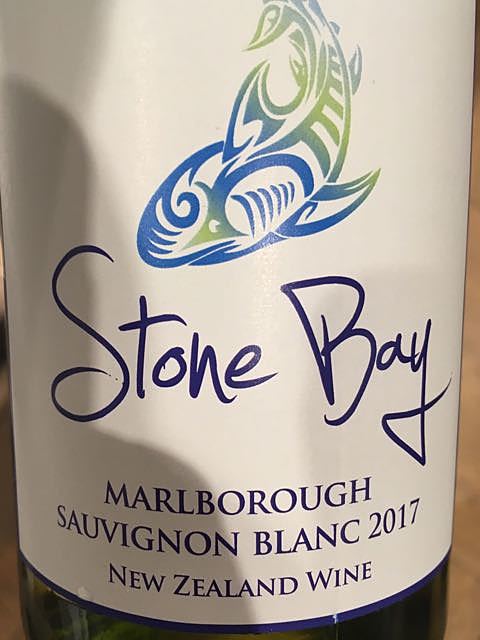 Stone Bay
MARLBOROUGH
SAUVIGNON BLANC 2017
NEW ZEALAND WINE